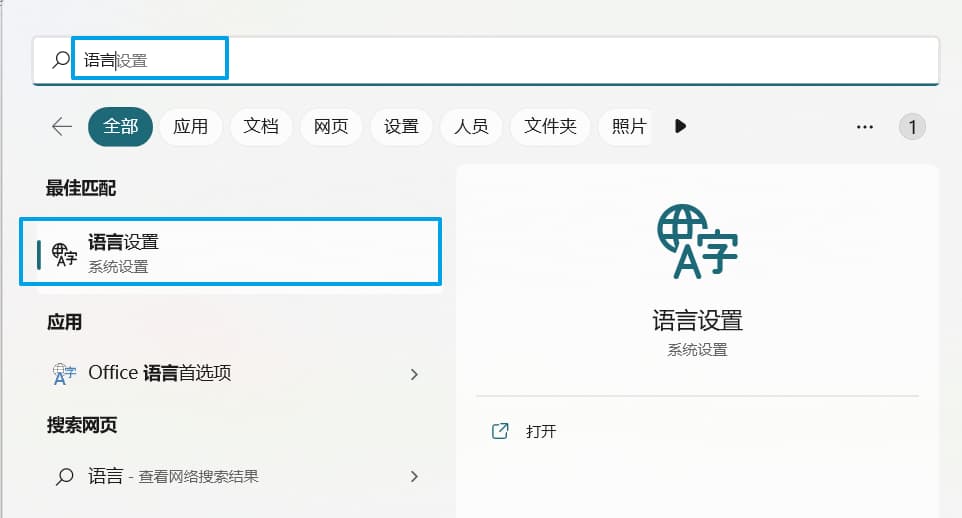 语言设置
全部 应用 文档 网页 设置 人员 文件夹 照片 ... 1
最佳匹配
语言设置
系统设置
应用
Office 语言首选项
搜索网页
语言 - 查看网络搜索结果
语言设置
系统设置
打开